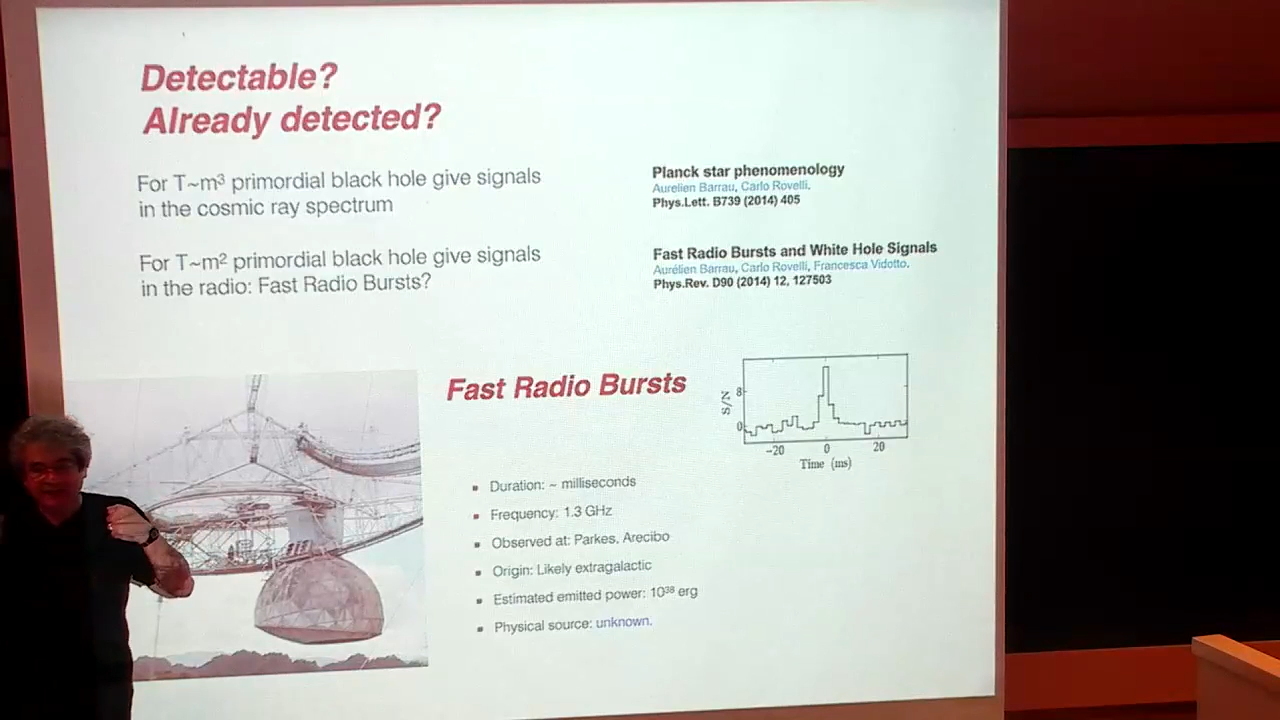 Detectable?
Already detected?
For T~m³ primordial black hole give signals
in the cosmic ray spectrum
Planck star phenomenology
Aurelien Barrau, Carlo Rovelli.
Phys.Lett. B739 (2014) 405
For T~m² primordial black hole give signals
in the radio: Fast Radio Bursts?
Fast Radio Bursts and White Hole Signals
Aurélien Barrau, Carlo Rovelli, Francesca Vidotto.
Phys.Rev. D90 (2014) 12, 127503
Fast Radio Bursts
S/N
8
0
-20 0 20
Time (ms)
Duration: ~ milliseconds
Frequency: 1.3 GHz
Observed at: Parkes, Arecibo
Origin: Likely extragalactic
Estimated emitted power: 10³⁸ erg
Physical source: unknown.